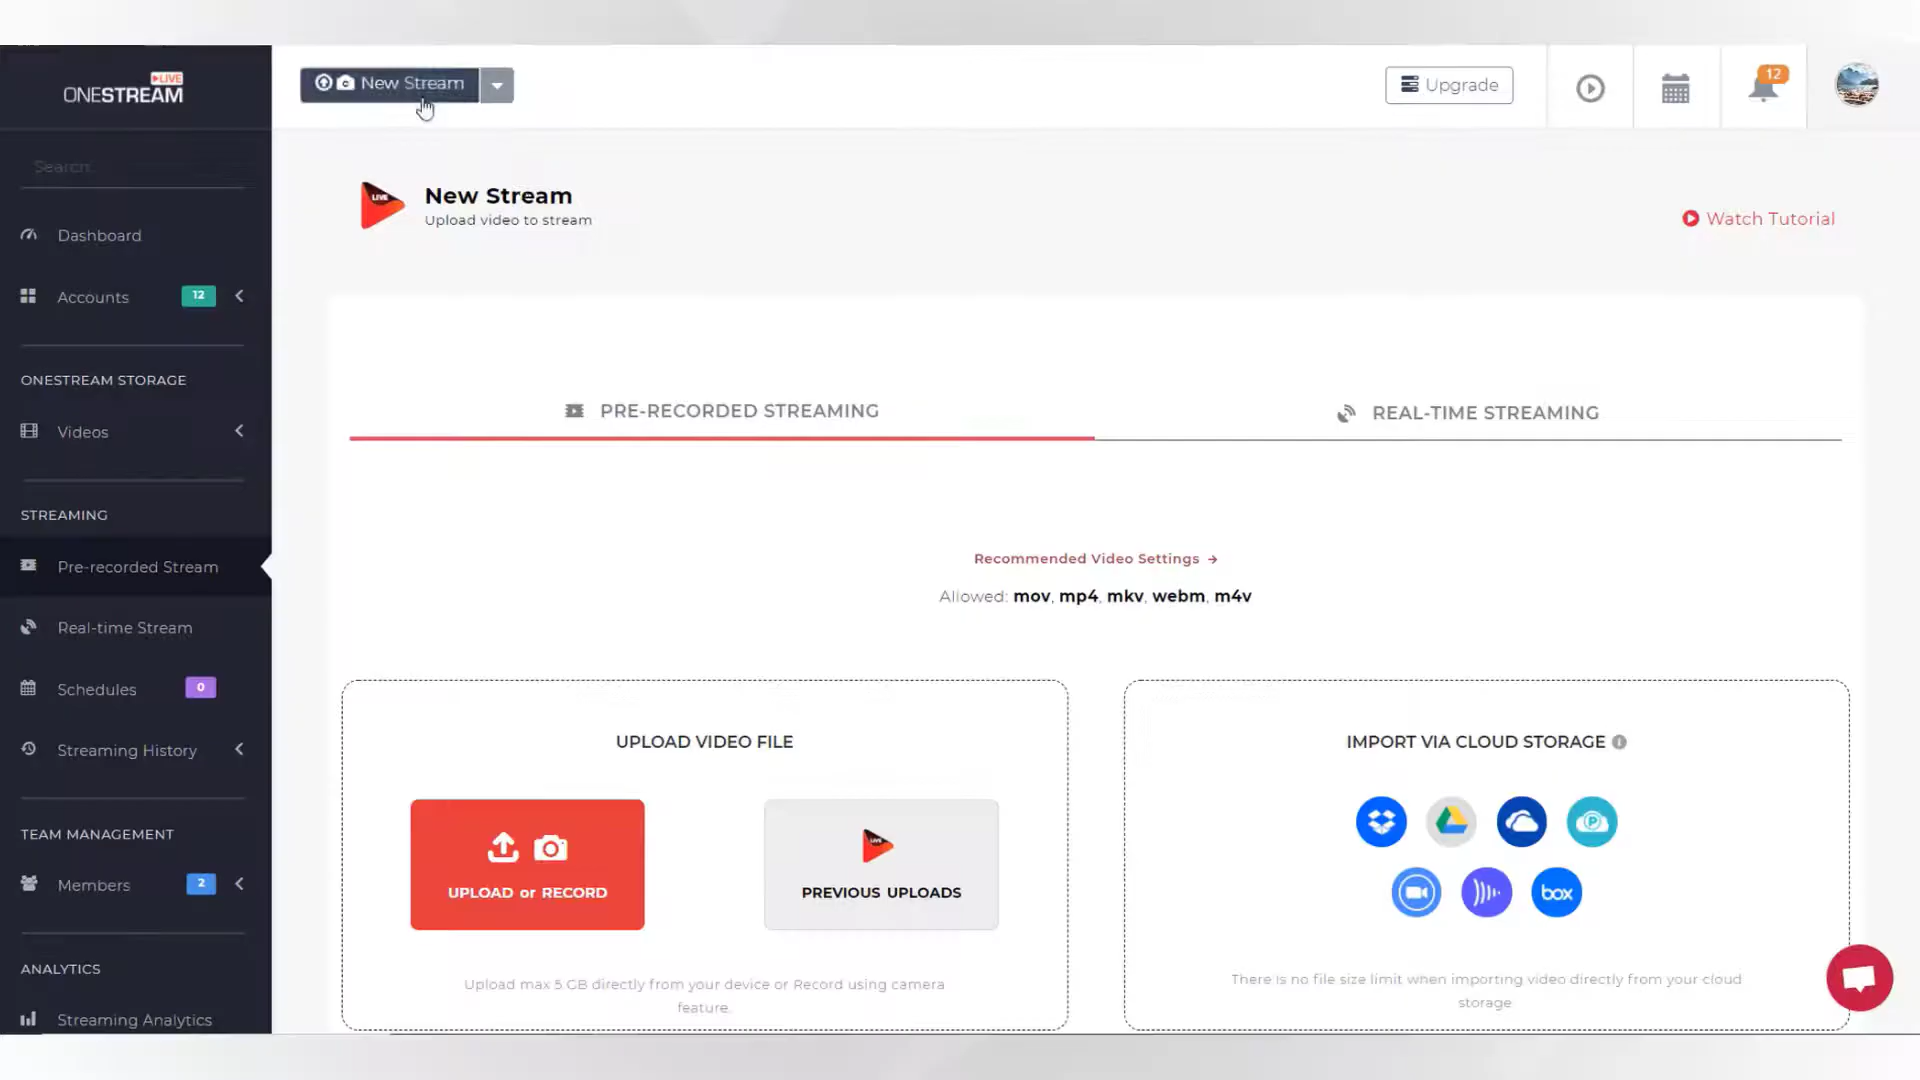 LIVE
ONESTREAM
New Stream
Upgrade
12
Search...
Dashboard
Accounts
12
ONESTREAM STORAGE
Videos
STREAMING
Pre-recorded Stream
Real-time Stream
Schedules
0
Streaming History
TEAM MANAGEMENT
Members
2
ANALYTICS
Streaming Analytics
LIVE
New Stream
Upload video to stream
Watch Tutorial
PRE-RECORDED STREAMING
REAL-TIME STREAMING
Recommended Video Settings →
Allowed: mov, mp4, mkv, webm, m4v
UPLOAD VIDEO FILE
UPLOAD or RECORD
LIVE
PREVIOUS UPLOADS
Upload max 5 GB directly from your device or Record using camera
feature.
IMPORT VIA CLOUD STORAGE
P
box
There is no file size limit when importing video directly from your cloud
storage